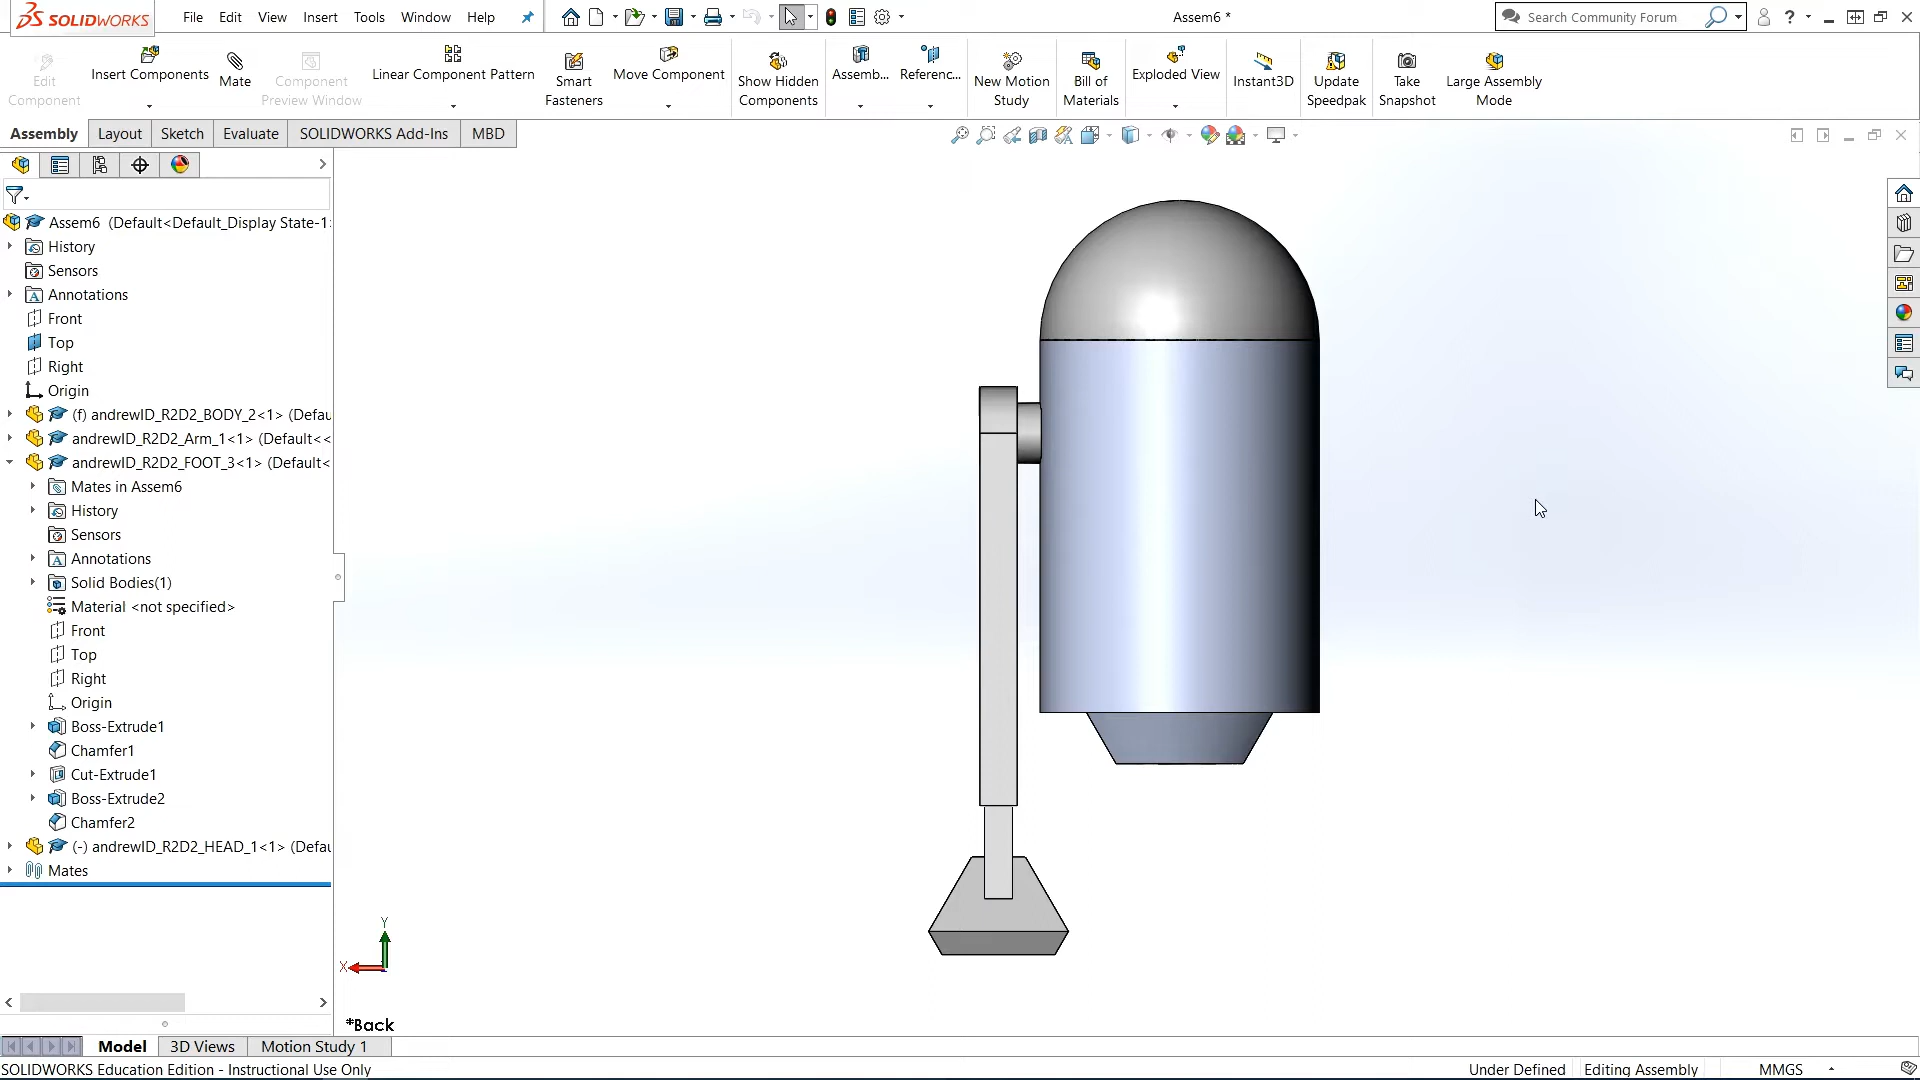 SOLIDWORKS File Edit View Insert Tools Window Help Assem6 * Search Community Forum ?
Edit Component
Insert Components
Mate
Component Preview Window
Linear Component Pattern
Smart Fasteners
Move Component
Show Hidden Components
Assemb...
Referenc...
New Motion Study
Bill of Materials
Exploded View
Instant3D
Update Speedpak
Take Snapshot
Large Assembly Mode
Assembly Layout Sketch Evaluate SOLIDWORKS Add-Ins MBD
Assem6 (Default<Default_Display State-1
History
Sensors
Annotations
Front
Top
Right
Origin
(f) andrewID_R2D2_BODY_2<1> (Defau
andrewID_R2D2_Arm_1<1> (Default<<
andrewID_R2D2_FOOT_3<1> (Default<
Mates in Assem6
History
Sensors
Annotations
Solid Bodies(1)
Material <not specified>
Front
Top
Right
Origin
Boss-Extrude1
Chamfer1
Cut-Extrude1
Boss-Extrude2
Chamfer2
(-) andrewID_R2D2_HEAD_1<1> (Defau
Mates
Y
X
*Back
Model 3D Views Motion Study 1
SOLIDWORKS Education Edition - Instructional Use Only Under Defined Editing Assembly MMGS